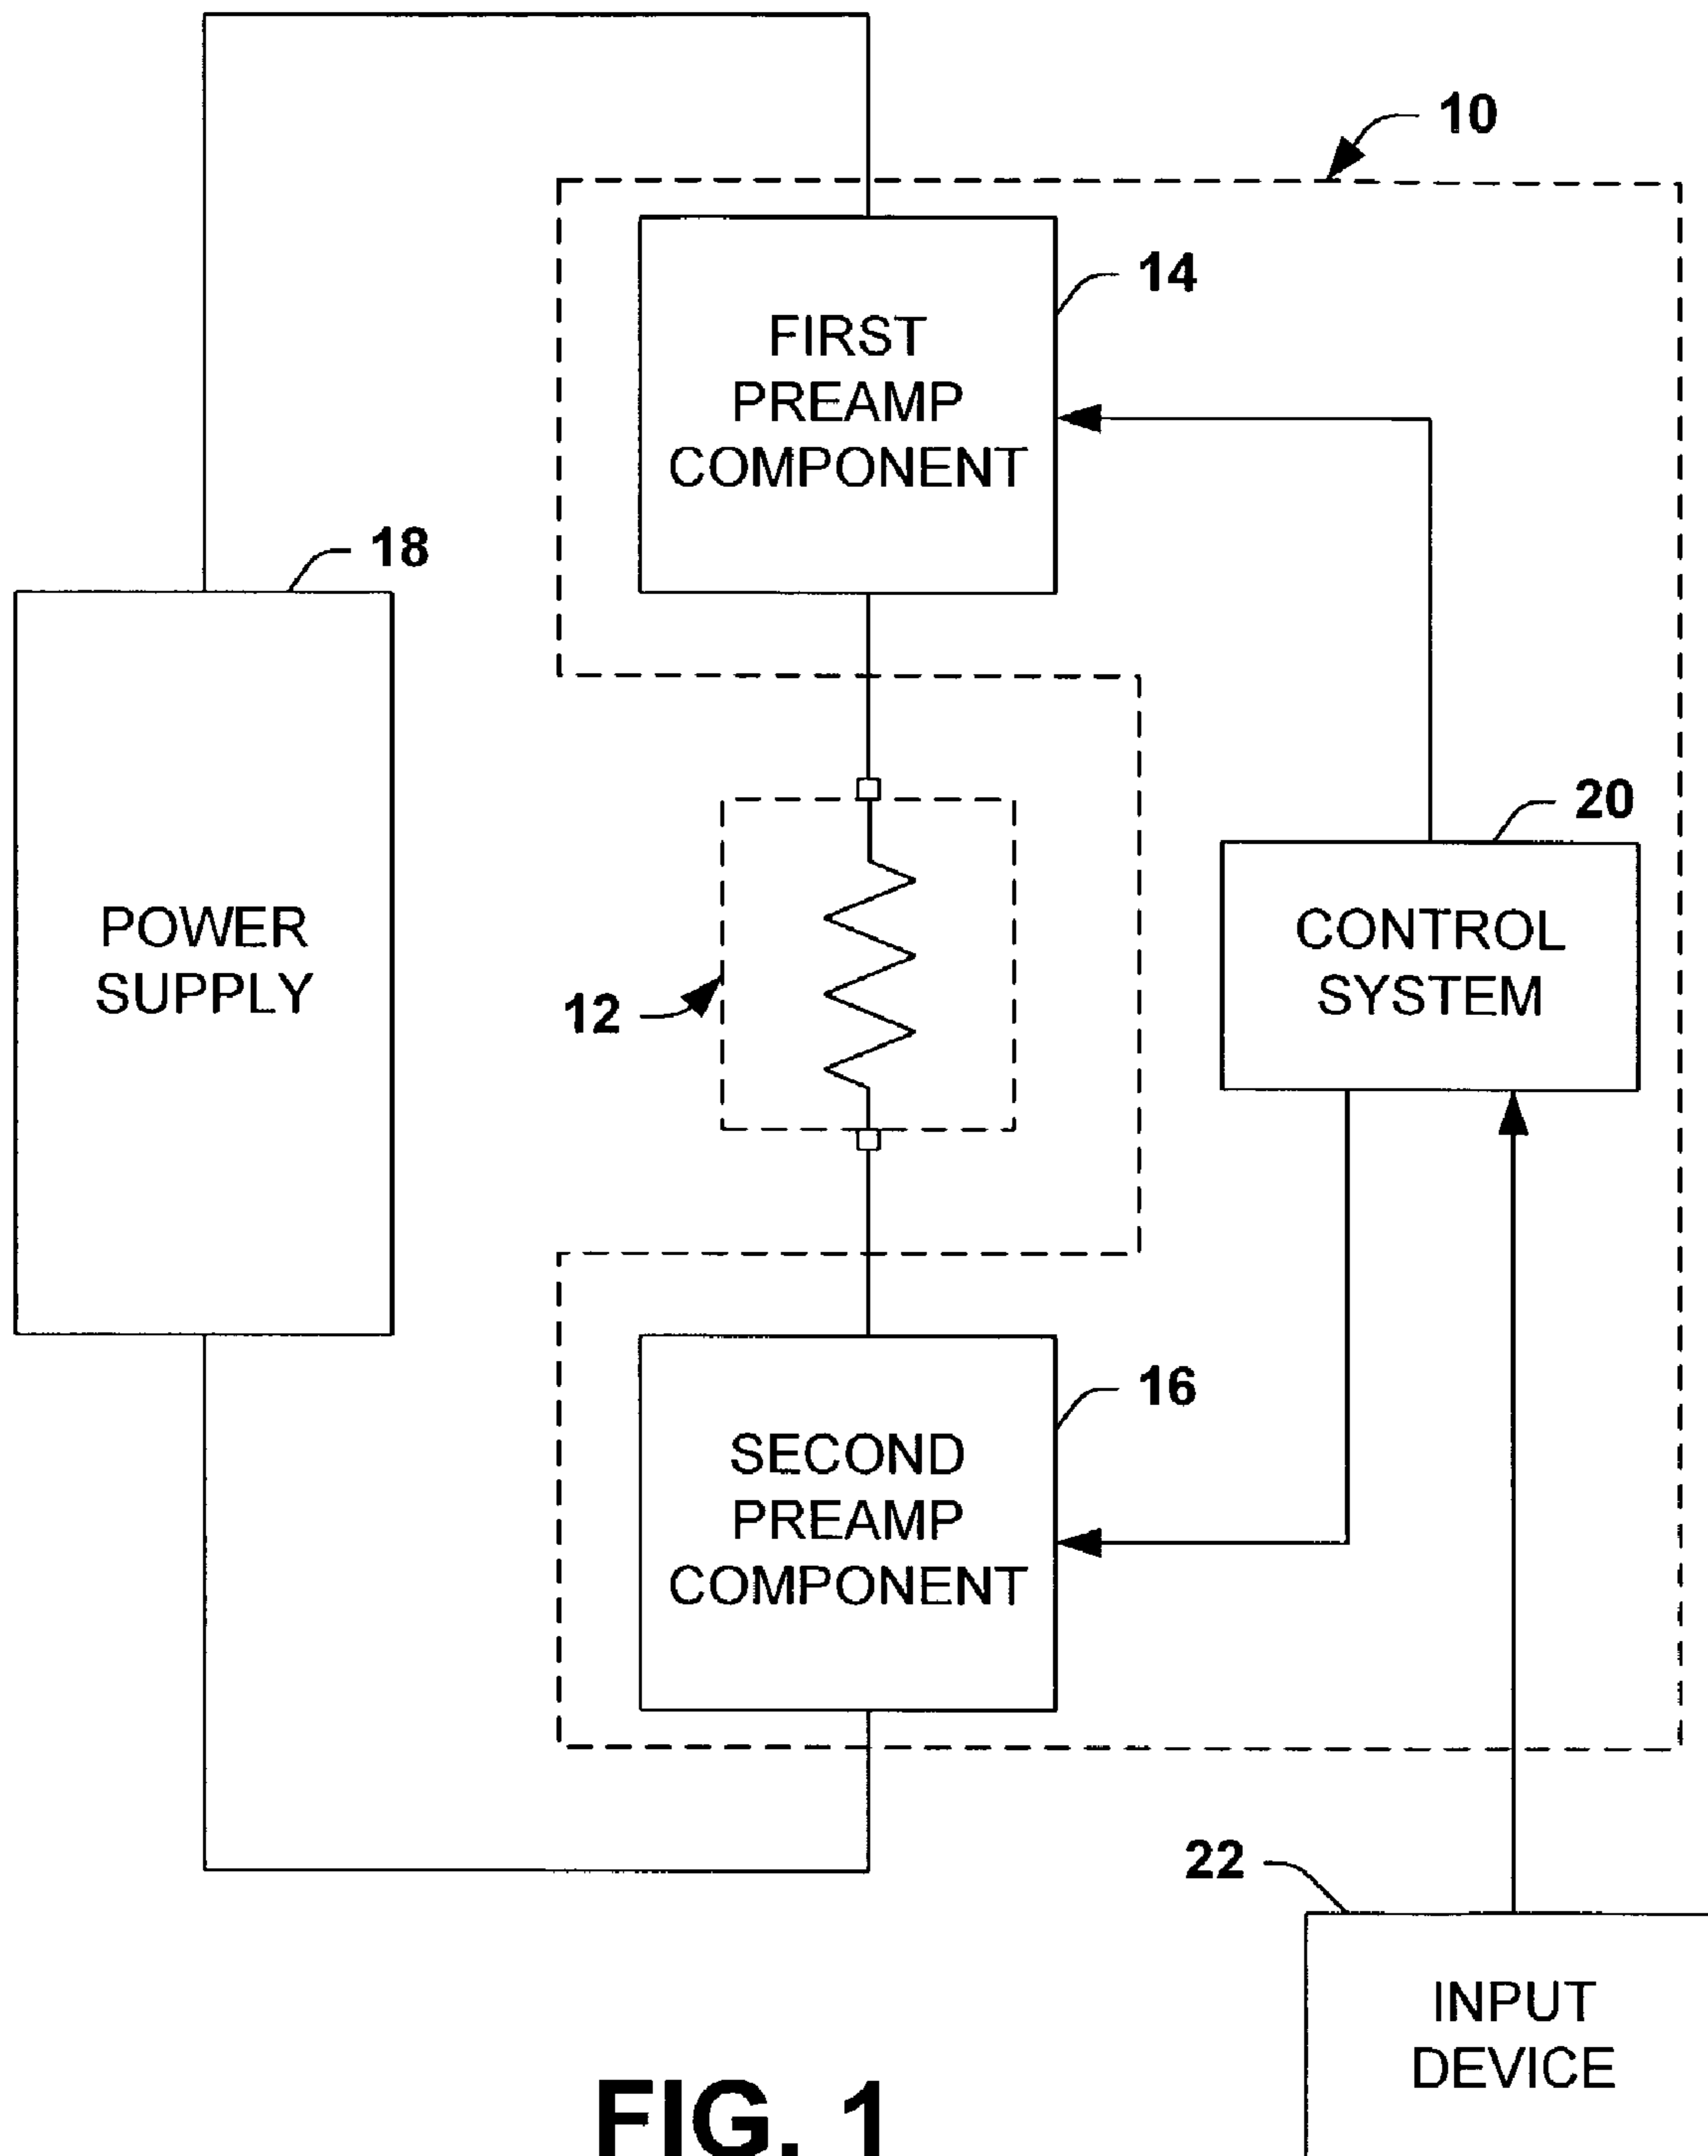 10
14
FIRST
PREAMP
COMPONENT
18
20
POWER
SUPPLY
CONTROL
SYSTEM
12
16
SECOND
PREAMP
COMPONENT
22
INPUT
DEVICE
FIG. 1